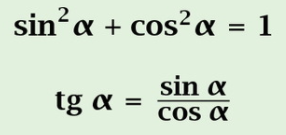 sin²α + cos²α = 1
tg α = sin α / cos α